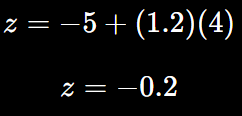 z = −5 + (1.2)(4)
z = −0.2